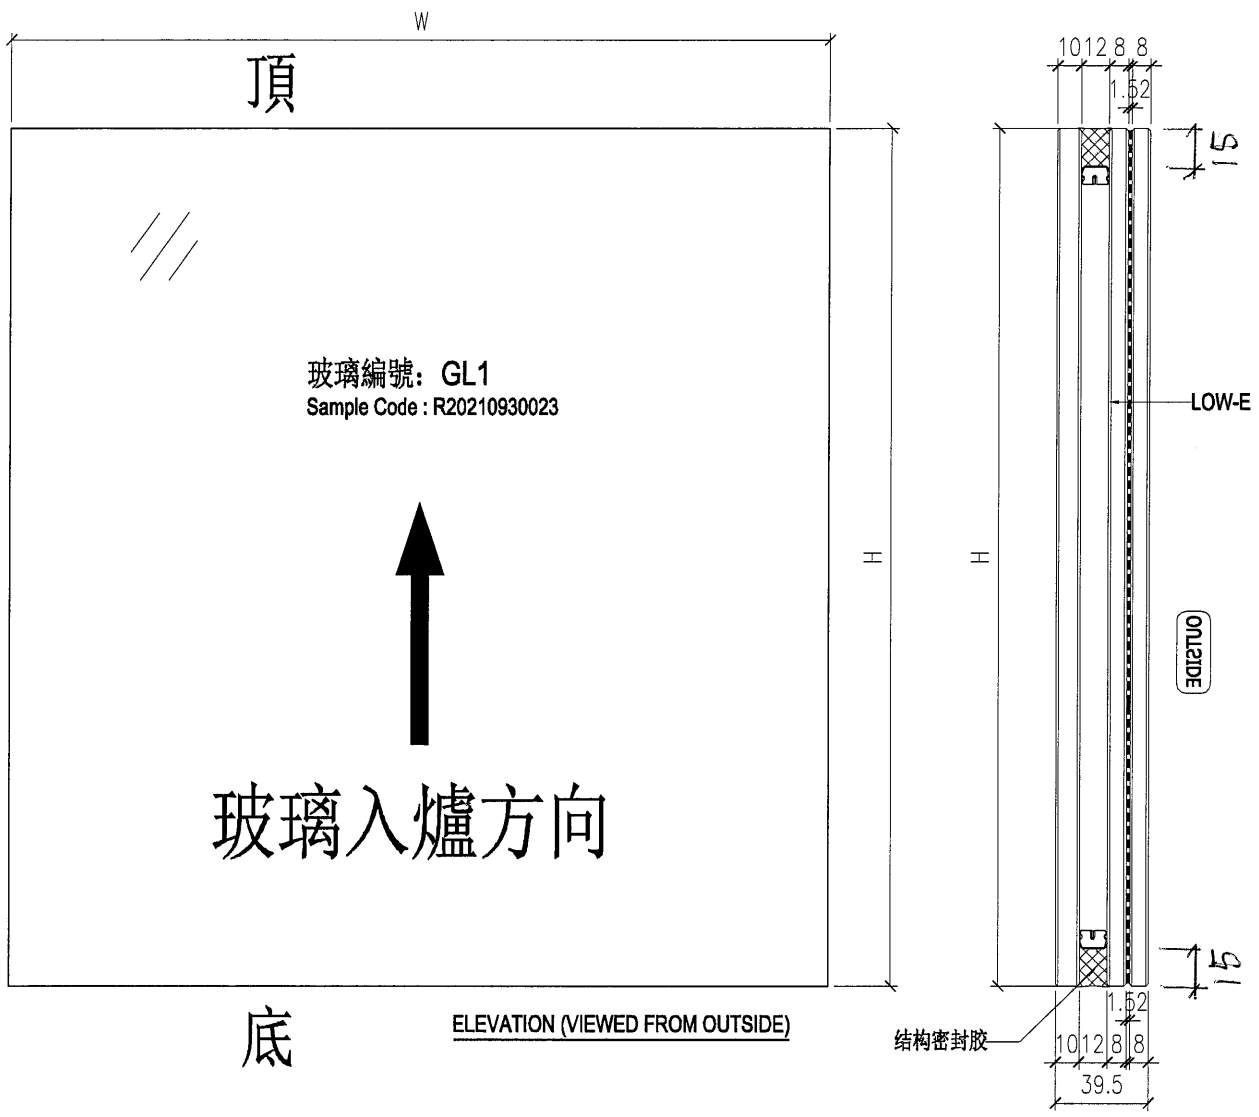 W
頂
10 12 8 8
1.52
15
玻璃編號： GL1
Sample Code : R20210930023
LOW-E
H
H
OUTSIDE
玻璃入爐方向
15
底
ELEVATION (VIEWED FROM OUTSIDE)
结构密封胶
1.52
10 12 8 8
39.5